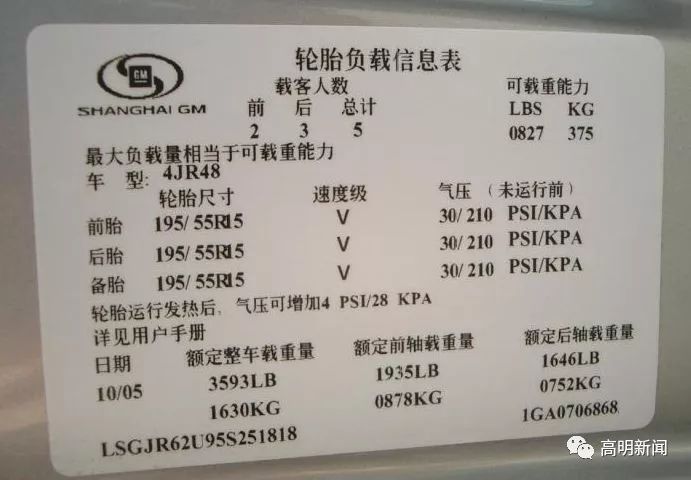 GM
SHANGHAI GM
轮胎负载信息表
载客人数 可载重能力
前 后 总计 LBS KG
2 3 5 0827 375
最大负载量相当于可载重能力
车 型: 4JR48
轮胎尺寸 速度级 气压 (未运行前)
前胎 195/55R15 V 30/210 PSI/KPA
后胎 195/55R15 V 30/210 PSI/KPA
备胎 195/55R15 V 30/210 PSI/KPA
轮胎运行发热后, 气压可增加4 PSI/28 KPA
详见用户手册
日期 额定整车载重量 额定前轴载重量 额定后轴载重量
10/05 3593LB 1935LB 1646LB
1630KG 0878KG 0752KG
LSGJR62U95S251818 1GA0706868
高明新闻